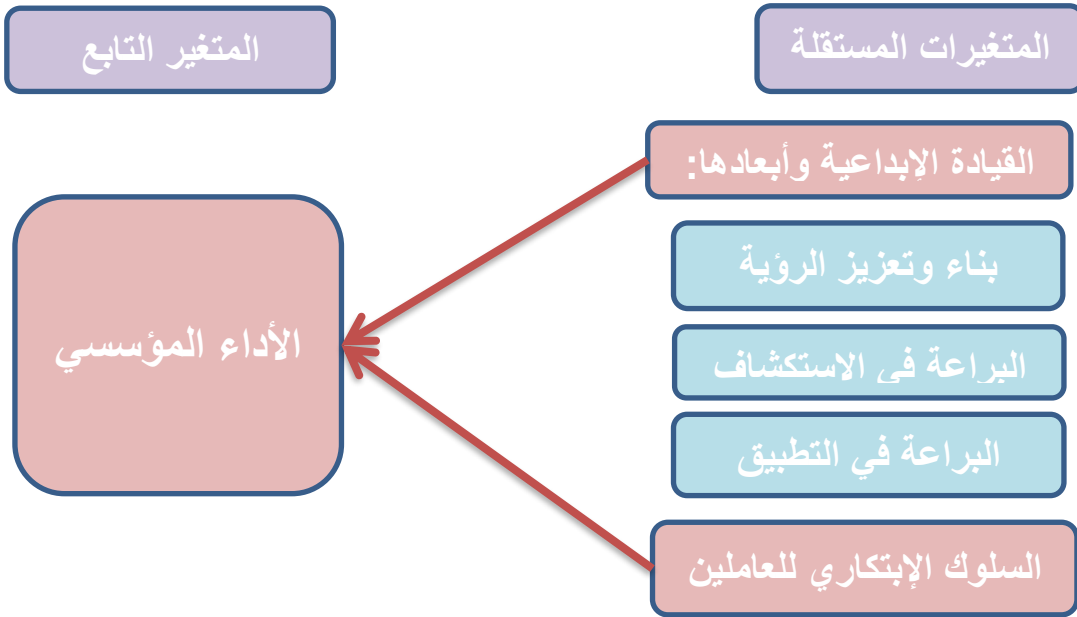 المتغيرات المستقلة
المتغير التابع
القيادة الإبداعية وأبعادها:
بناء وتعزيز الرؤية
البراعة في الاستكشاف
البراعة في التطبيق
السلوك الإبتكاري للعاملين
الأداء المؤسسي